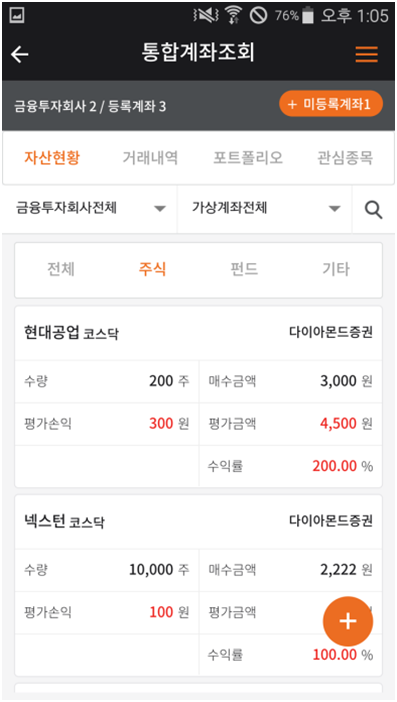 76% 오후 1:05
통합계좌조회
금융투자회사 2 / 등록계좌 3 + 미등록계좌1
자산현황 거래내역 포트폴리오 관심종목
금융투자회사전체 가상계좌전체
전체 주식 펀드 기타
현대공업 코스닥 다이아몬드증권
수량 200 주 매수금액 3,000 원
평가손익 300 원 평가금액 4,500 원
수익률 200.00 %
넥스턴 코스닥 다이아몬드증권
수량 10,000 주 매수금액 2,222 원
평가손익 100 원 평가금액
+
수익률 100.00 %